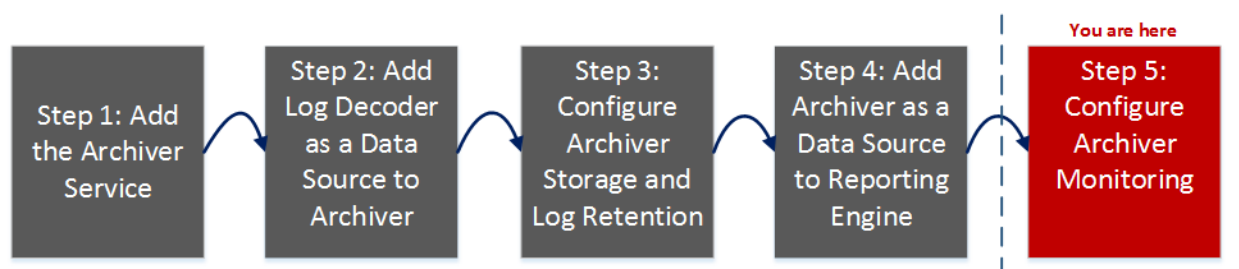 You are here
Step 1: Add
the Archiver
Service
Step 2: Add
Log Decoder
as a Data
Source to
Archiver
Step 3:
Configure
Archiver
Storage and
Log Retention
Step 4: Add
Archiver as a
Data Source
to Reporting
Engine
Step 5:
Configure
Archiver
Monitoring